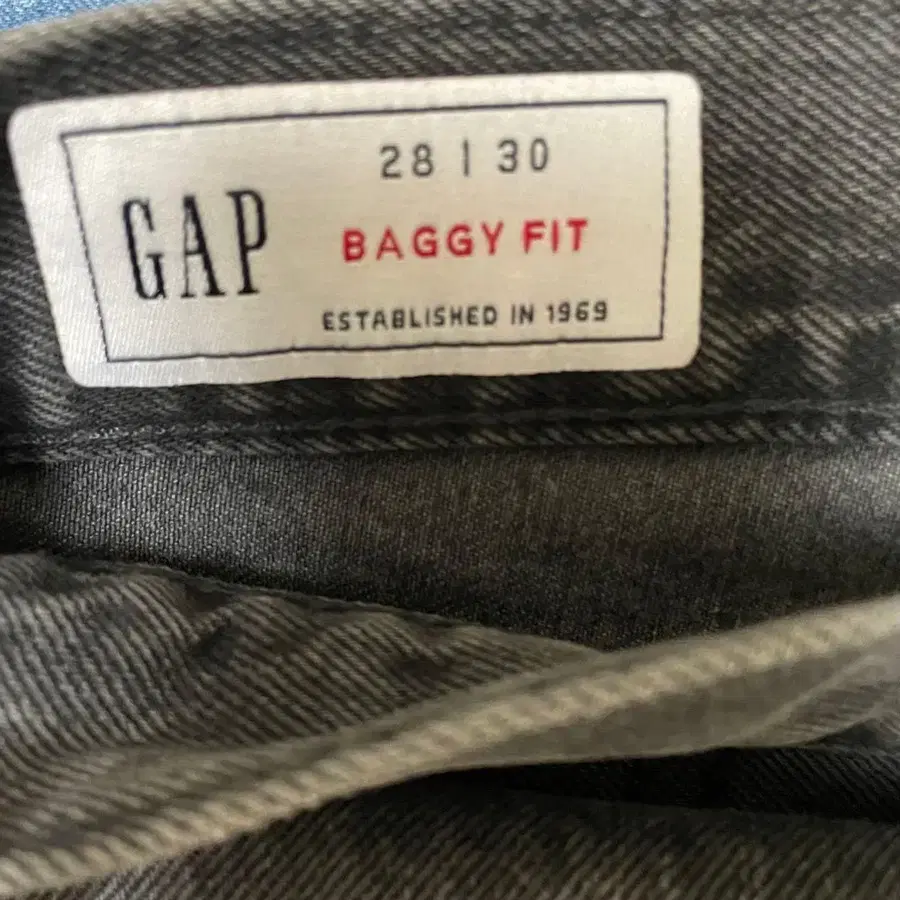 28 | 30
GAP
BAGGY FIT
ESTABLISHED IN 1969